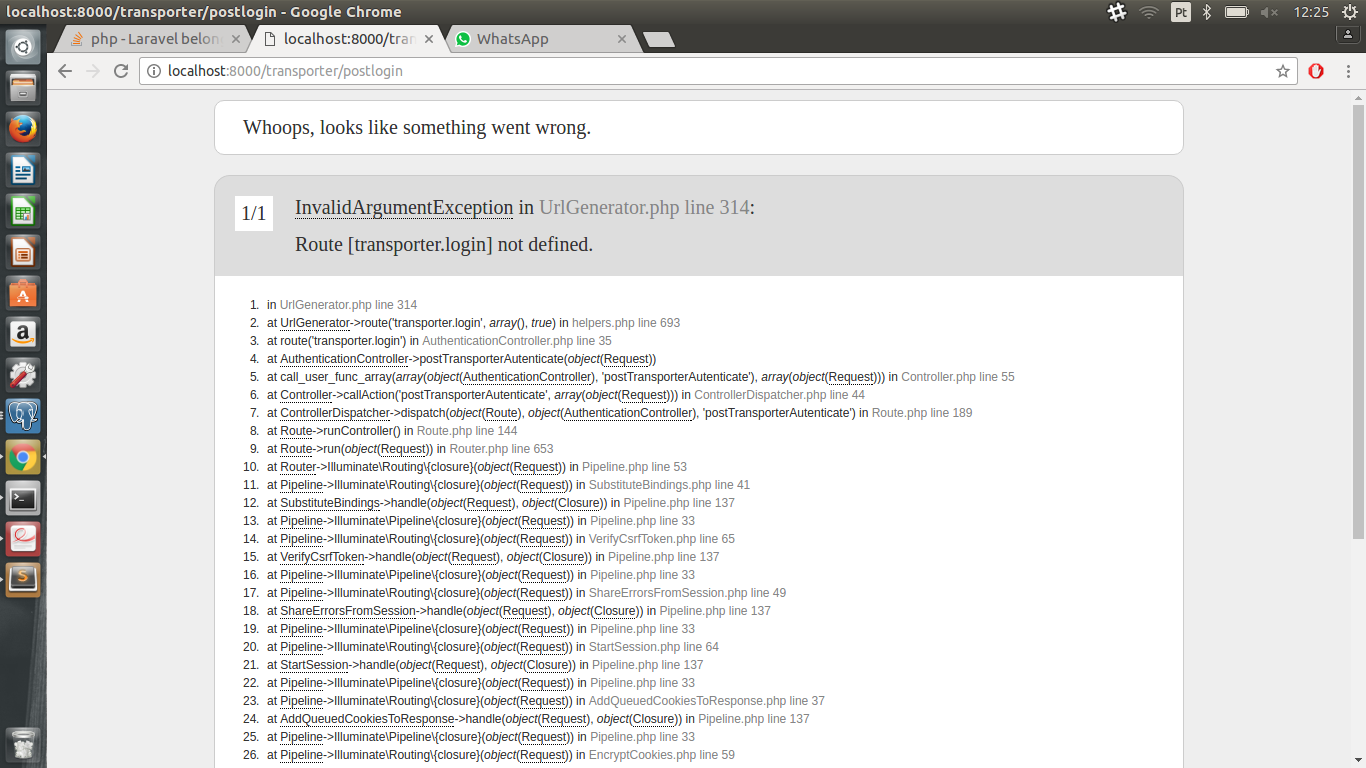 localhost:8000/transporter/postlogin - Google Chrome
Pt
12:25
php - Laravel belon
localhost:8000/tran
WhatsApp
localhost:8000/transporter/postlogin
Whoops, looks like something went wrong.
1/1
InvalidArgumentException in UrlGenerator.php line 314:
Route [transporter.login] not defined.
1. in UrlGenerator.php line 314
2. at UrlGenerator->route('transporter.login', array(), true) in helpers.php line 693
3. at route('transporter.login') in AuthenticationController.php line 35
4. at AuthenticationController->postTransporterAutenticate(object(Request))
5. at call_user_func_array(array(object(AuthenticationController), 'postTransporterAutenticate'), array(object(Request))) in Controller.php line 55
6. at Controller->callAction('postTransporterAutenticate', array(object(Request))) in ControllerDispatcher.php line 44
7. at ControllerDispatcher->dispatch(object(Route), object(AuthenticationController), 'postTransporterAutenticate') in Route.php line 189
8. at Route->runController() in Route.php line 144
9. at Route->run(object(Request)) in Router.php line 653
10. at Router->Illuminate\Routing\{closure}(object(Request)) in Pipeline.php line 53
11. at Pipeline->Illuminate\Routing\{closure}(object(Request)) in SubstituteBindings.php line 41
12. at SubstituteBindings->handle(object(Request), object(Closure)) in Pipeline.php line 137
13. at Pipeline->Illuminate\Pipeline\{closure}(object(Request)) in Pipeline.php line 33
14. at Pipeline->Illuminate\Routing\{closure}(object(Request)) in VerifyCsrfToken.php line 65
15. at VerifyCsrfToken->handle(object(Request), object(Closure)) in Pipeline.php line 137
16. at Pipeline->Illuminate\Pipeline\{closure}(object(Request)) in Pipeline.php line 33
17. at Pipeline->Illuminate\Routing\{closure}(object(Request)) in ShareErrorsFromSession.php line 49
18. at ShareErrorsFromSession->handle(object(Request), object(Closure)) in Pipeline.php line 137
19. at Pipeline->Illuminate\Pipeline\{closure}(object(Request)) in Pipeline.php line 33
20. at Pipeline->Illuminate\Routing\{closure}(object(Request)) in StartSession.php line 64
21. at StartSession->handle(object(Request), object(Closure)) in Pipeline.php line 137
22. at Pipeline->Illuminate\Pipeline\{closure}(object(Request)) in Pipeline.php line 33
23. at Pipeline->Illuminate\Routing\{closure}(object(Request)) in AddQueuedCookiesToResponse.php line 37
24. at AddQueuedCookiesToResponse->handle(object(Request), object(Closure)) in Pipeline.php line 137
25. at Pipeline->Illuminate\Pipeline\{closure}(object(Request)) in Pipeline.php line 33
26. at Pipeline->Illuminate\Routing\{closure}(object(Request)) in EncryptCookies.php line 59